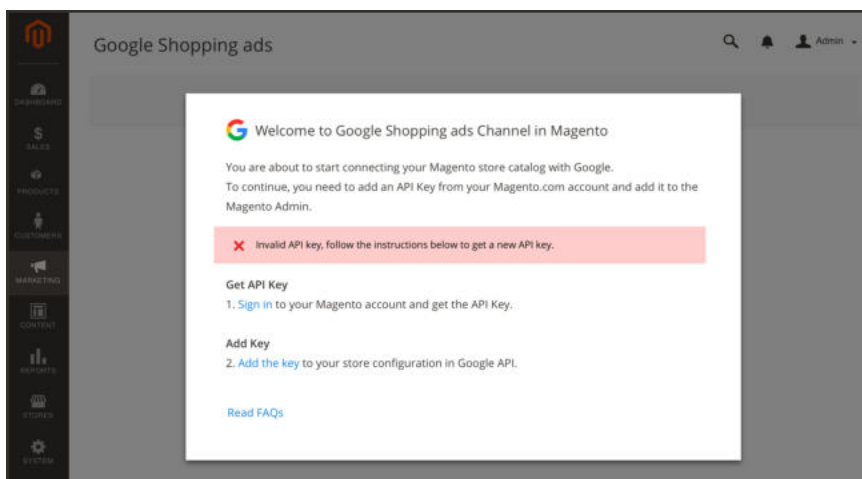 Google Shopping ads
Admin
DASHBOARD
$
SALES
PRODUCTS
CUSTOMERS
MARKETING
CONTENT
REPORTS
STORES
SYSTEM
Welcome to Google Shopping ads Channel in Magento
You are about to start connecting your Magento store catalog with Google.
To continue, you need to add an API Key from your Magento.com account and add it to the
Magento Admin.
Invalid API key, follow the instructions below to get a new API key.
Get API Key
1. Sign in to your Magento account and get the API Key.
Add Key
2. Add the key to your store configuration in Google API.
Read FAQs